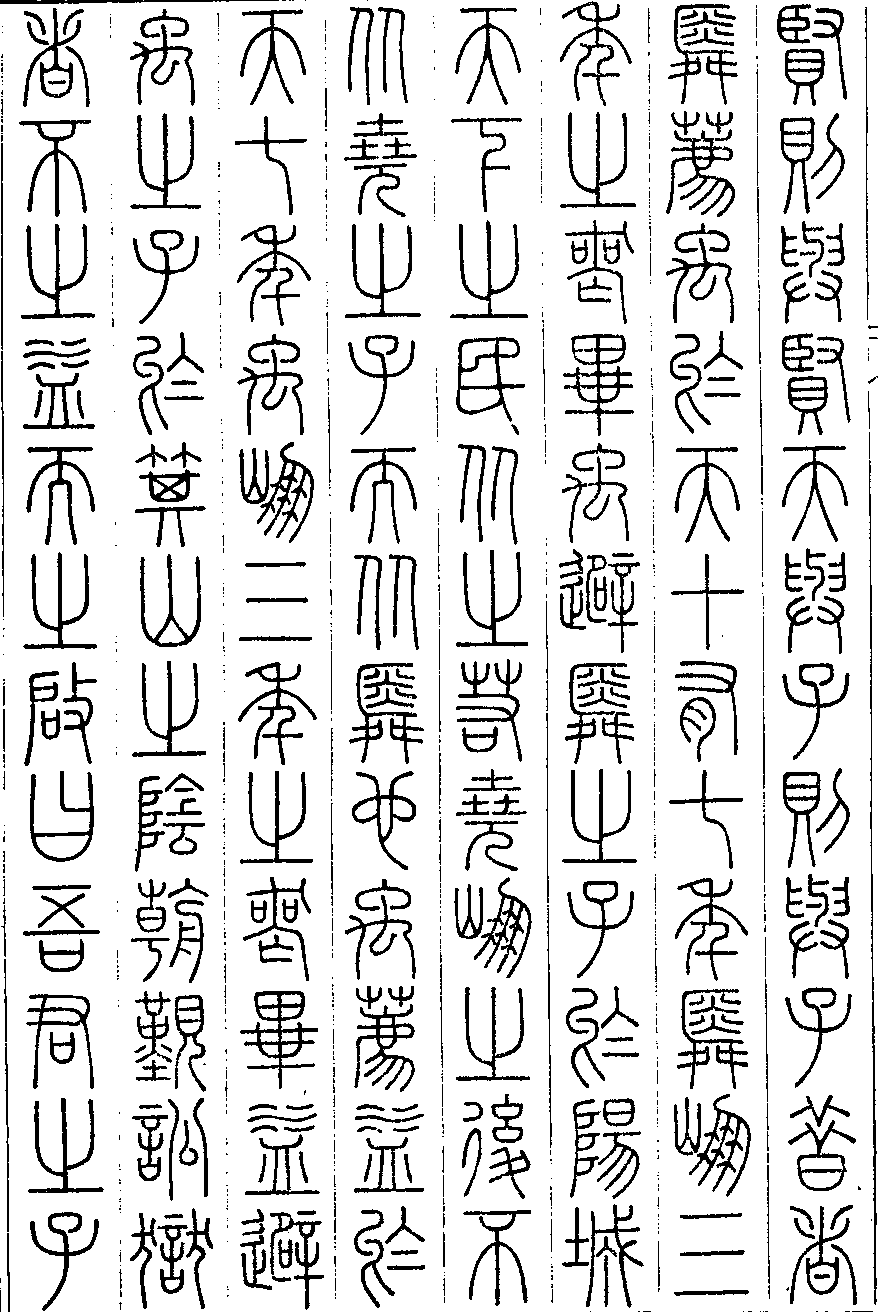 賢則與賢天與子則與子昔者
舜薦禹於天十有七年舜崩三
年之喪畢禹避舜之子於陽城
天下之民从之若堯崩之後不
从堯之子而从舜也禹薦益於
天七年禹崩三年之喪畢益避
禹之子於箕山之陰朝覲訟獄
者不之益而之啟曰吾君之子